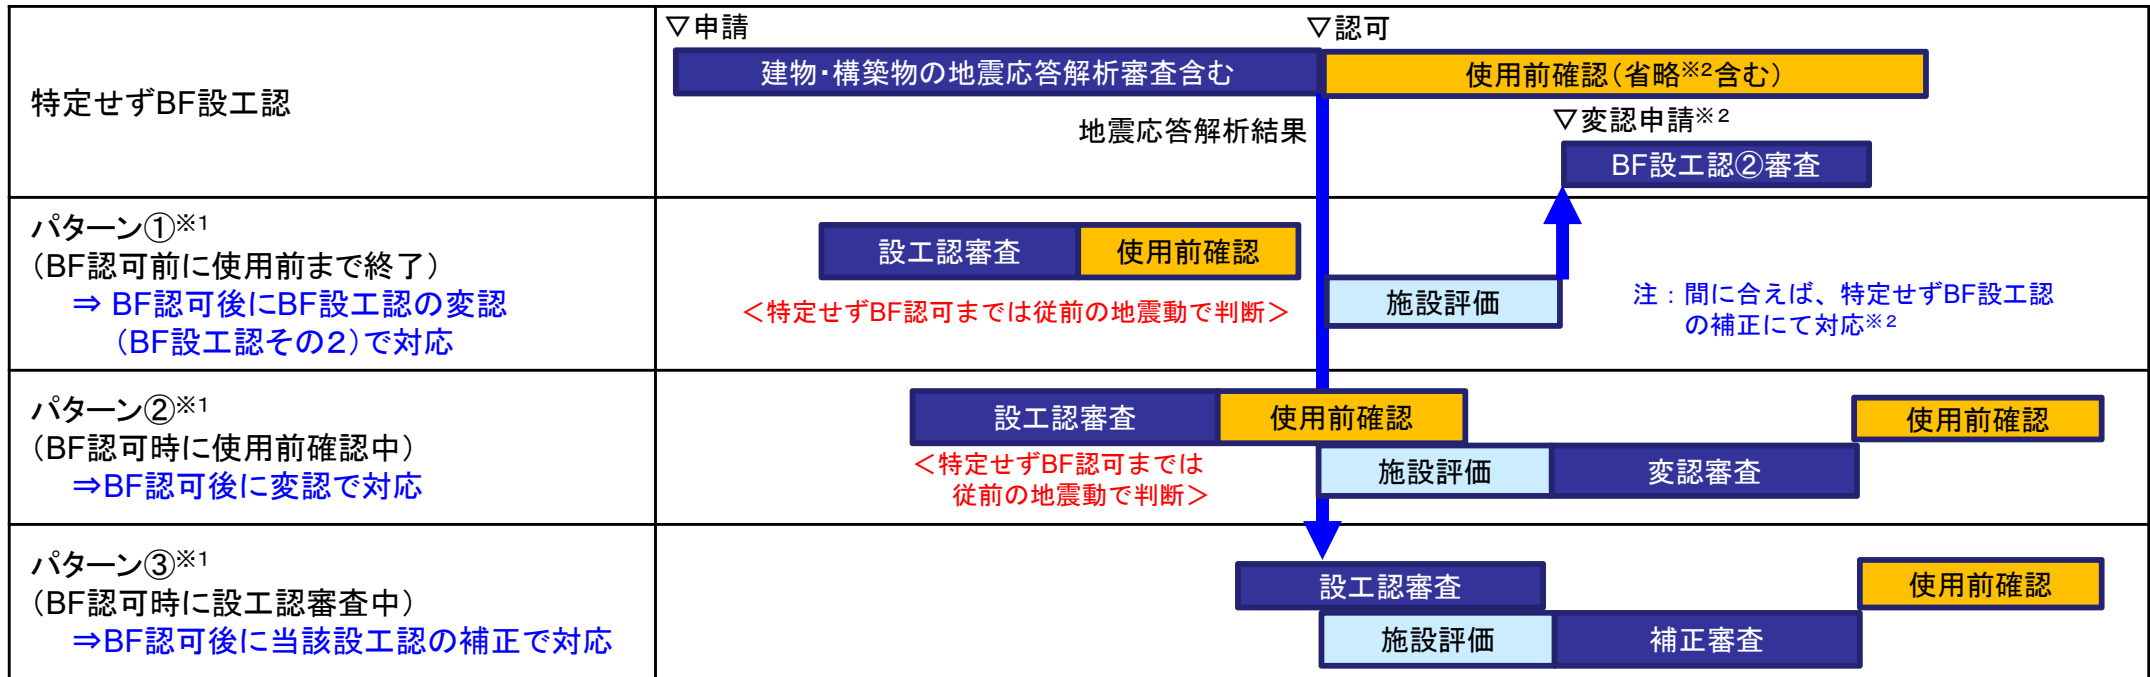 特定せずBF設工認
▽申請
▽認可
建物・構築物の地震応答解析審査含む
使用前確認(省略※2含む)
地震応答解析結果
▽変認申請※2
BF設工認②審査
パターン①※1
(BF認可前に使用前まで終了)
⇒ BF認可後にBF設工認の変認
(BF設工認その2)で対応
設工認審査
使用前確認
<特定せずBF認可までは従前の地震動で判断>
施設評価
注:間に合えば、特定せずBF設工認
の補正にて対応※2
パターン②※1
(BF認可時に使用前確認中)
⇒BF認可後に変認で対応
設工認審査
使用前確認
使用前確認
<特定せずBF認可までは
従前の地震動で判断>
施設評価
変認審査
パターン③※1
(BF認可時に設工認審査中)
⇒BF認可後に当該設工認の補正で対応
設工認審査
使用前確認
施設評価
補正審査